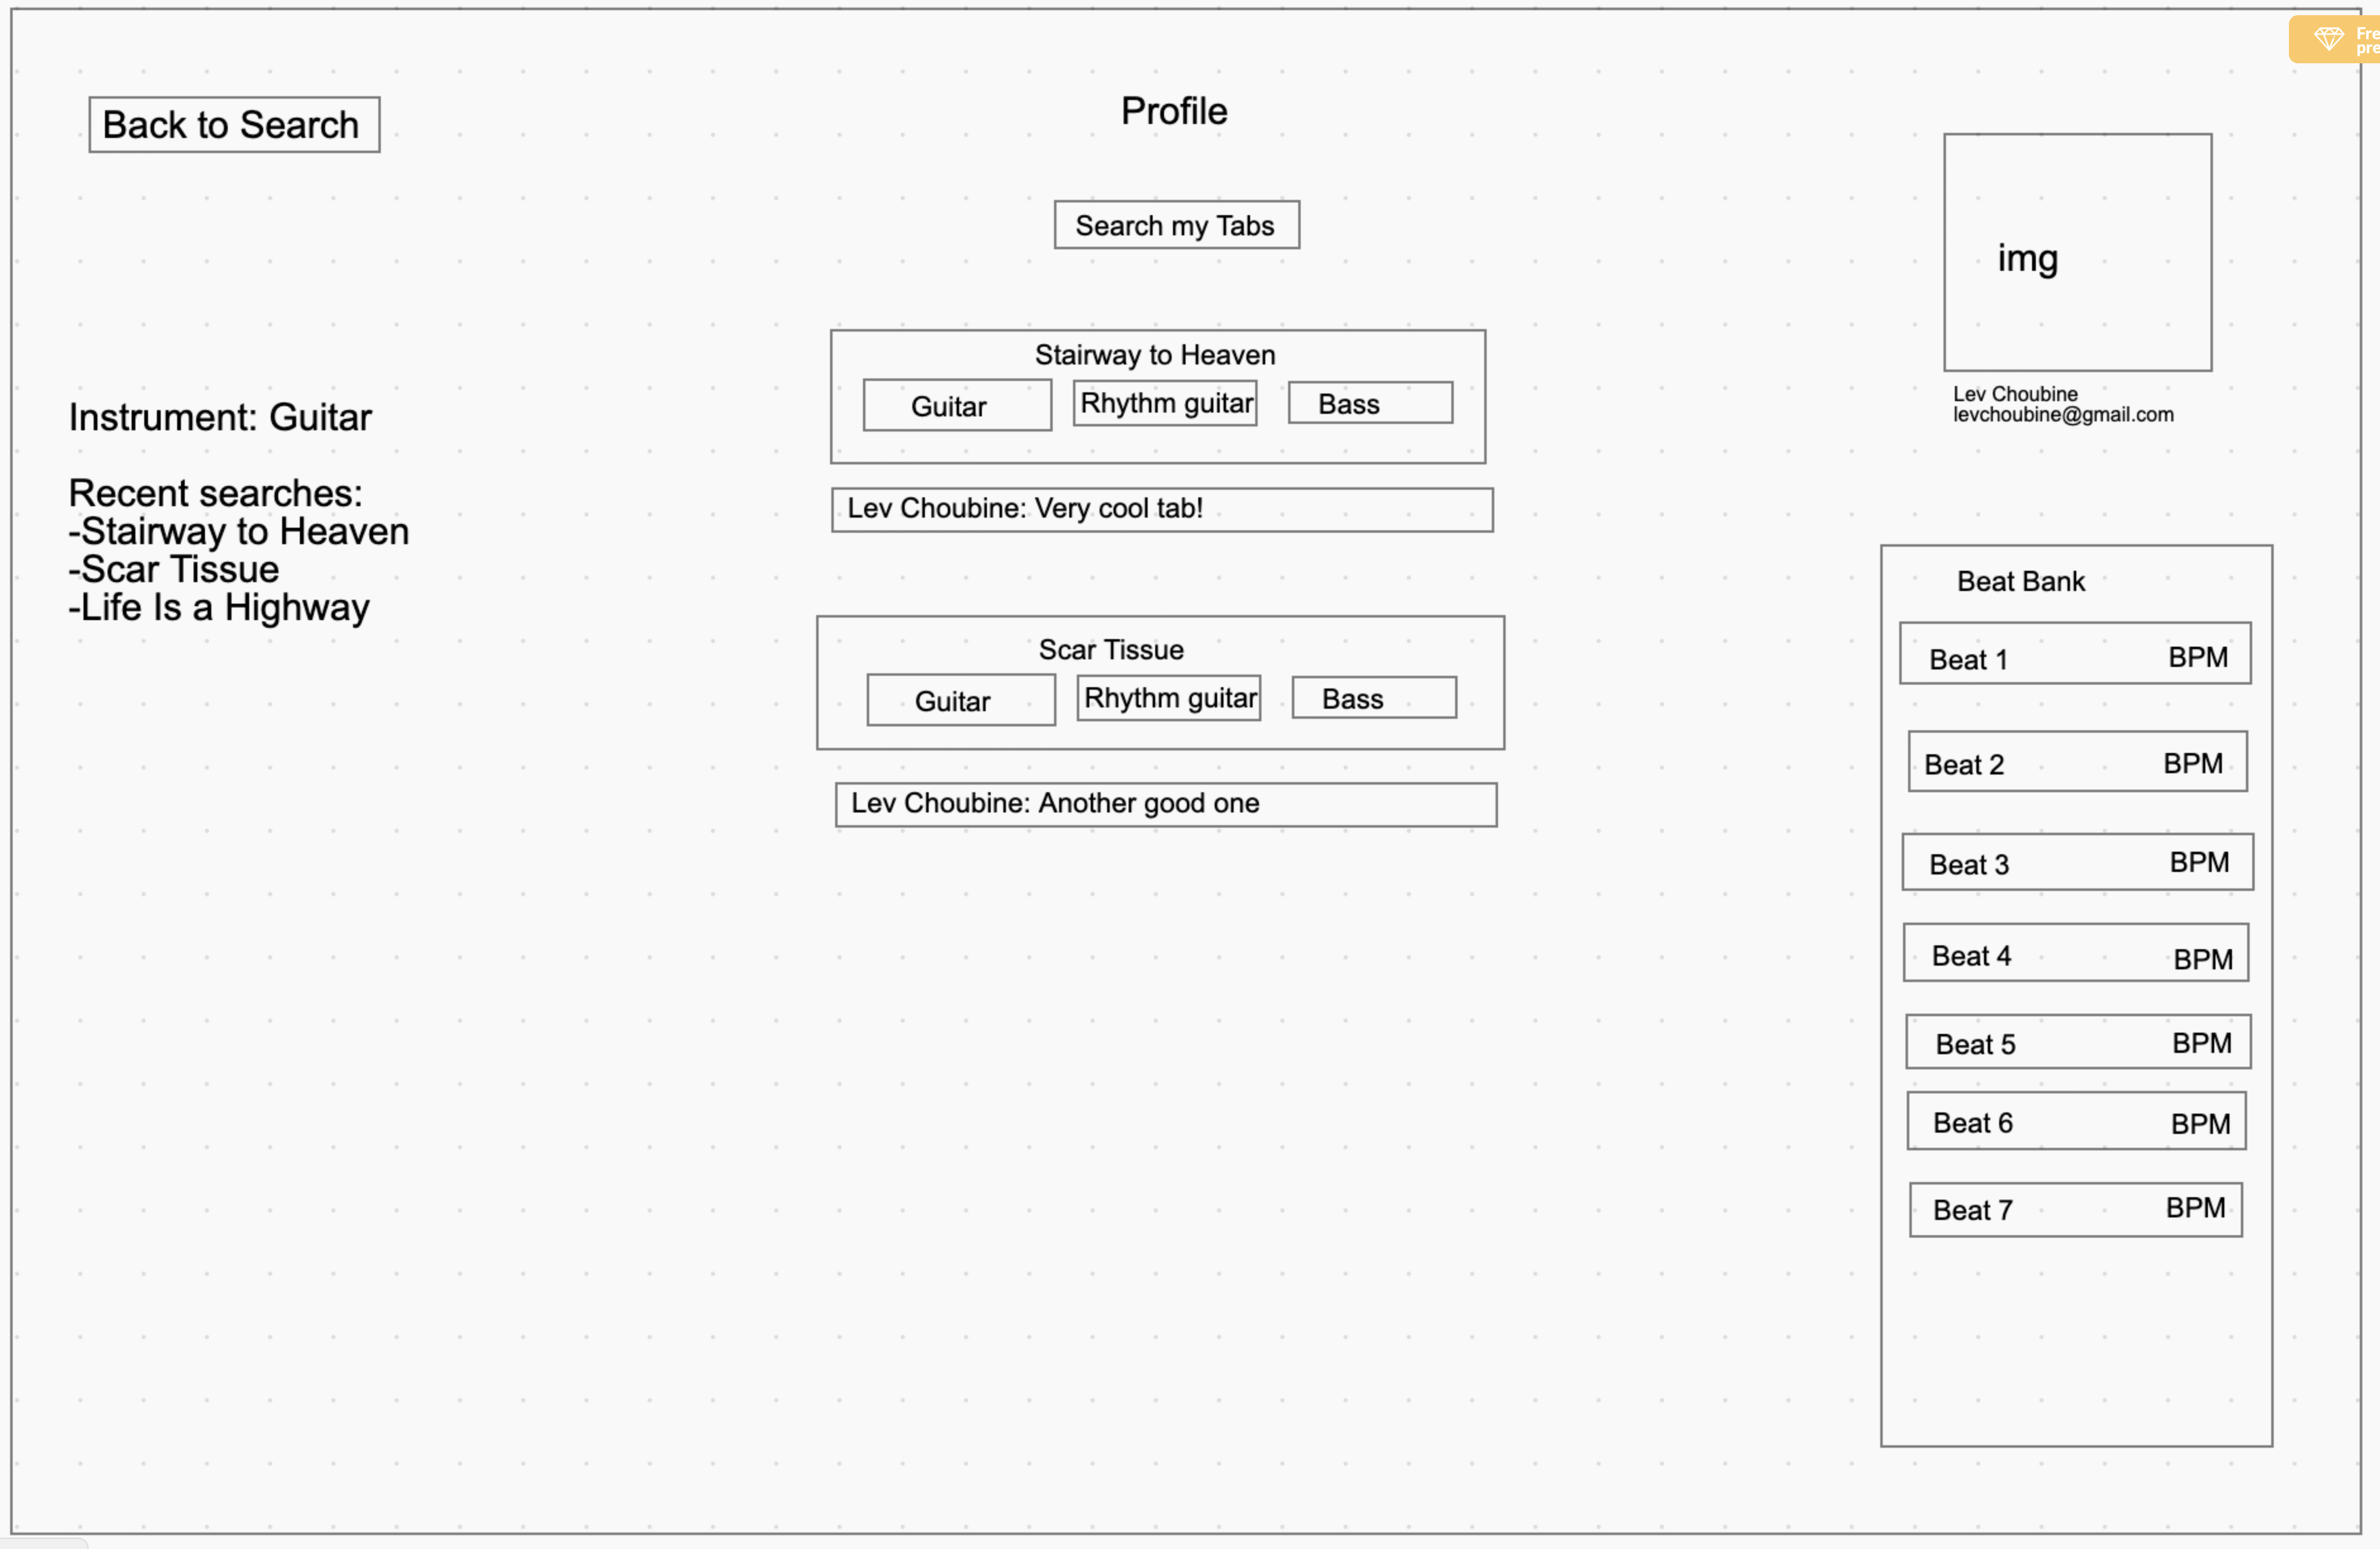 Fre
pre
Back to Search
Profile
Search my Tabs
img
Lev Choubine
levchoubine@gmail.com
Instrument: Guitar
Recent searches:
-Stairway to Heaven
-Scar Tissue
-Life Is a Highway
Stairway to Heaven
Guitar
Rhythm guitar
Bass
Lev Choubine: Very cool tab!
Scar Tissue
Guitar
Rhythm guitar
Bass
Lev Choubine: Another good one
Beat Bank
Beat 1 BPM
Beat 2 BPM
Beat 3 BPM
Beat 4 BPM
Beat 5 BPM
Beat 6 BPM
Beat 7 BPM